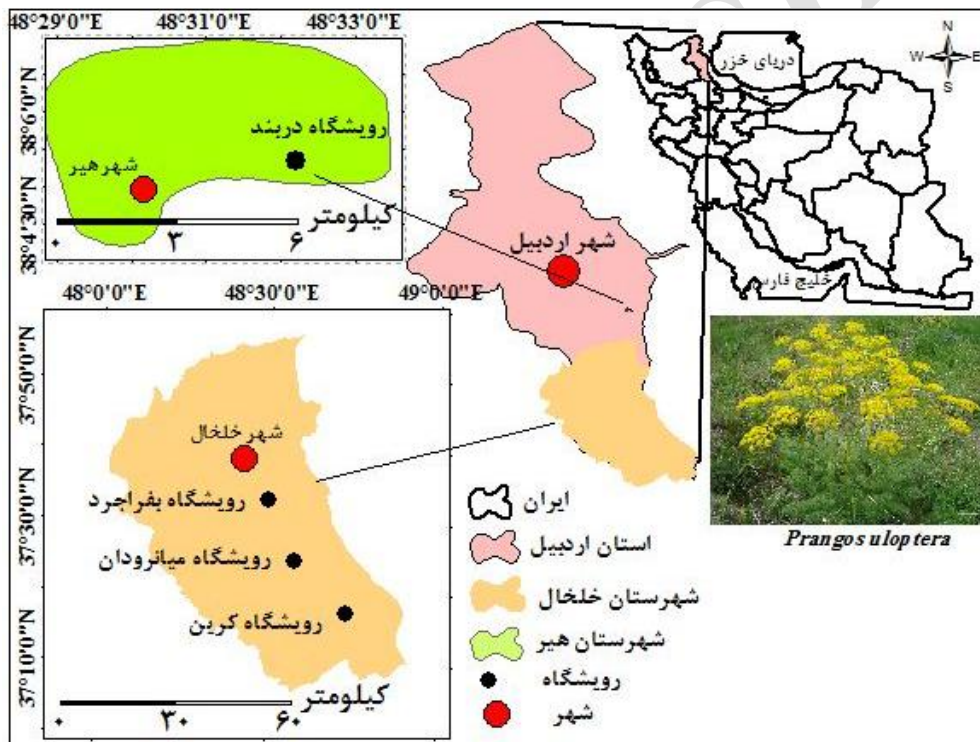 48°29'0"E 48°31'0"E 48°33'0"E
38°6'0"N
38°4'30"N
رویشگاه دربند
شهر هیر
کیلومتر
۰ ۳ ۶
دریای خزر
N
W E
S
خلیج فارس
شهر اردبیل
48°0'0"E 48°30'0"E 49°0'0"E
37°50'0"N
37°30'0"N
37°10'0"N
شهر خلخال
رویشگاه بفراجرد
رویشگاه میانرودان
رویشگاه کرین
کیلومتر
۰ ۳۰ ۶۰
Prangos uloptera
ایران
استان اردبیل
شهرستان خلخال
شهرستان هیر
رویشگاه
شهر